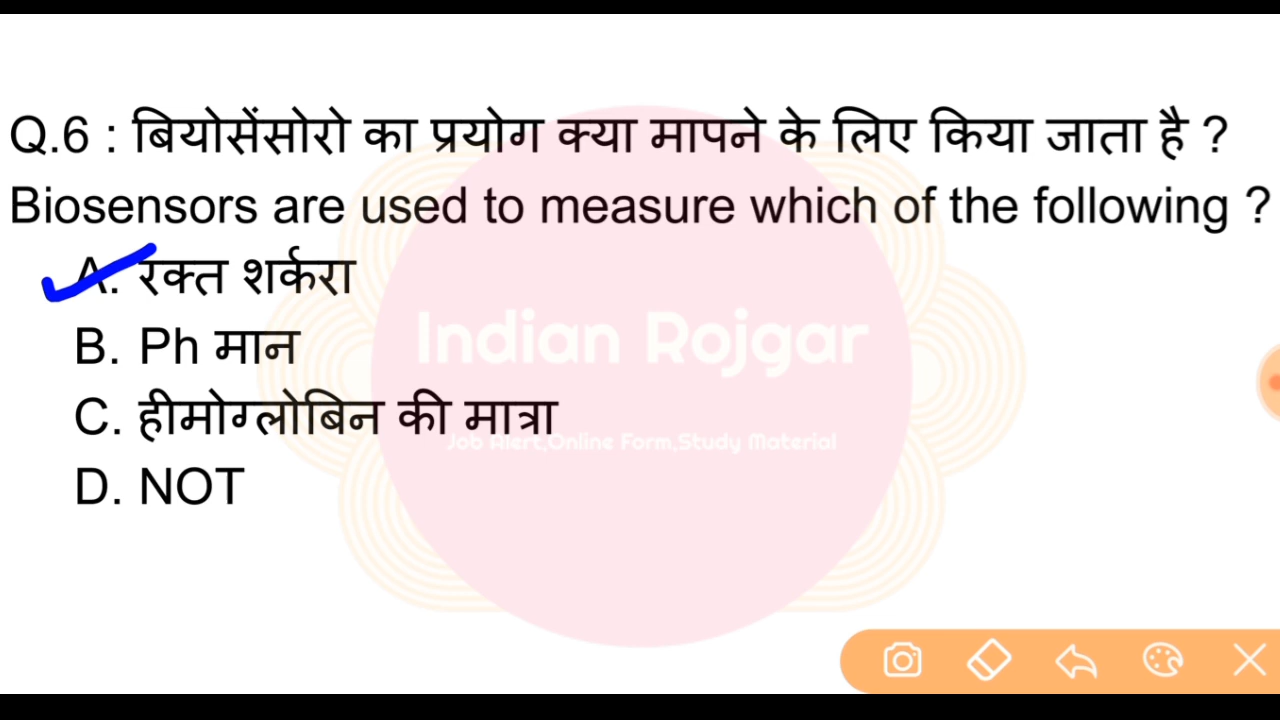 Q.6 : बियोसेंसोरो का प्रयोग क्या मापने के लिए किया जाता है ?
Biosensors are used to measure which of the following ?
A. रक्त शर्करा
B. Ph मान
Indian Rojgar
C. हीमोग्लोबिन की मात्रा
Job Alert,Online Form,Study Material
D. NOT